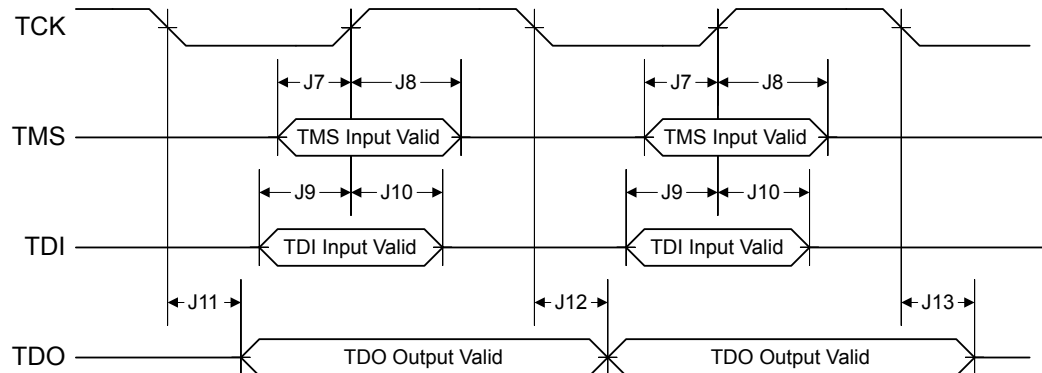 TCK
J7 J8 J7 J8
TMS TMS Input Valid TMS Input Valid
J9 J10 J9 J10
TDI TDI Input Valid TDI Input Valid
J11 J12 J13
TDO TDO Output Valid TDO Output Valid